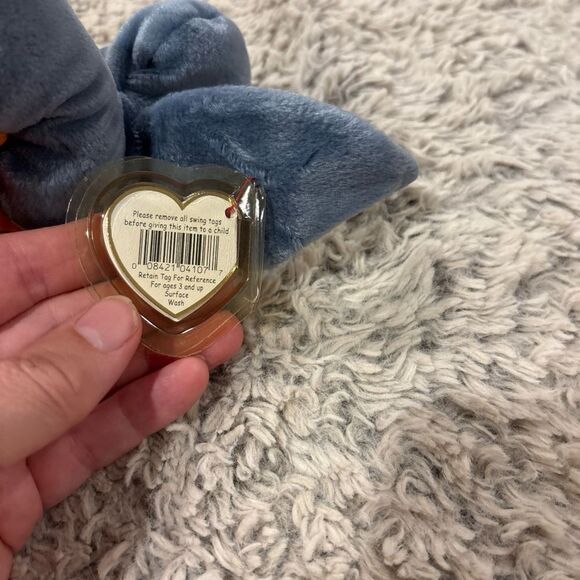 Please remove all swing tags
before giving this item to a child
0 08421 04107 7
Retain Tag For Reference
For ages 3 and up
Surface
Wash